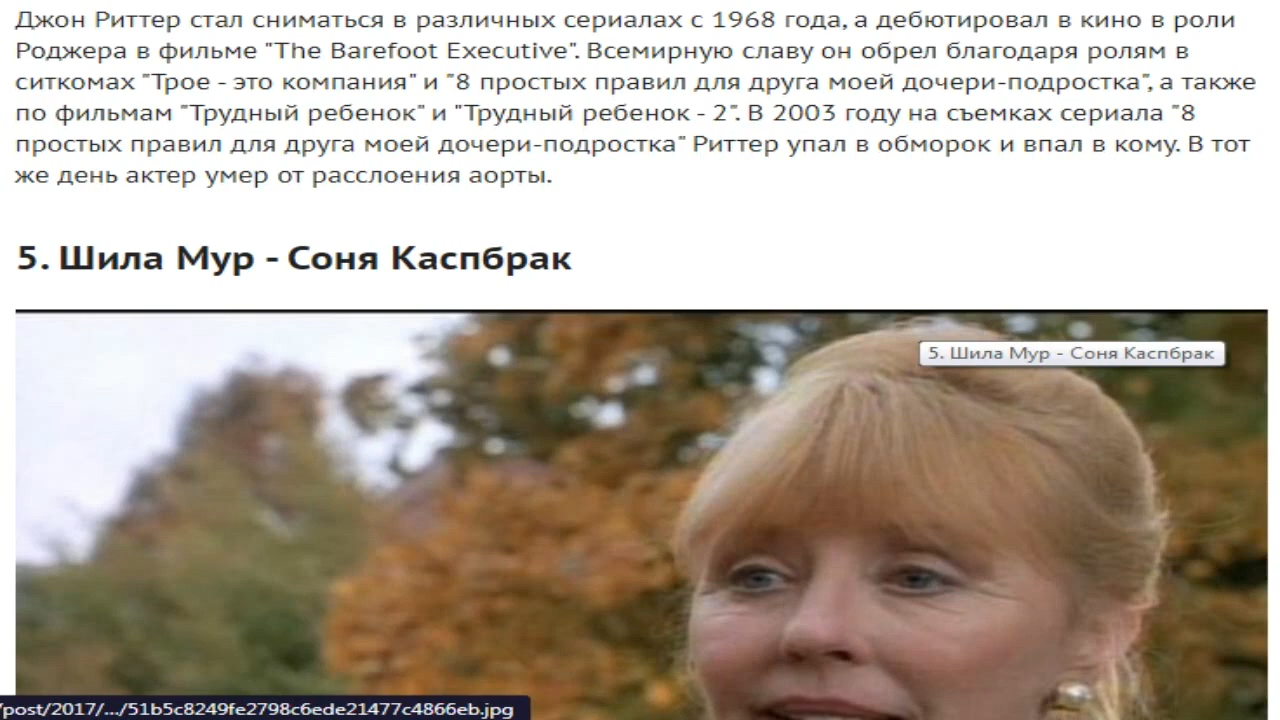 Джон Риттер стал сниматься в различных сериалах с 1968 года, а дебютировал в кино в роли
Роджера в фильме "The Barefoot Executive". Всемирную славу он обрел благодаря ролям в
ситкомах "Трое - это компания" и "8 простых правил для друга моей дочери-подростка", а также
по фильмам "Трудный ребенок" и "Трудный ребенок - 2". В 2003 году на съемках сериала "8
простых правил для друга моей дочери-подростка" Риттер упал в обморок и впал в кому. В тот
же день актер умер от расслоения аорты.
5. Шила Мур - Соня Каспбрак
5. Шила Мур - Соня Каспбрак
/post/2017/.../51b5c8249fe2798c6ede21477c4866eb.jpg